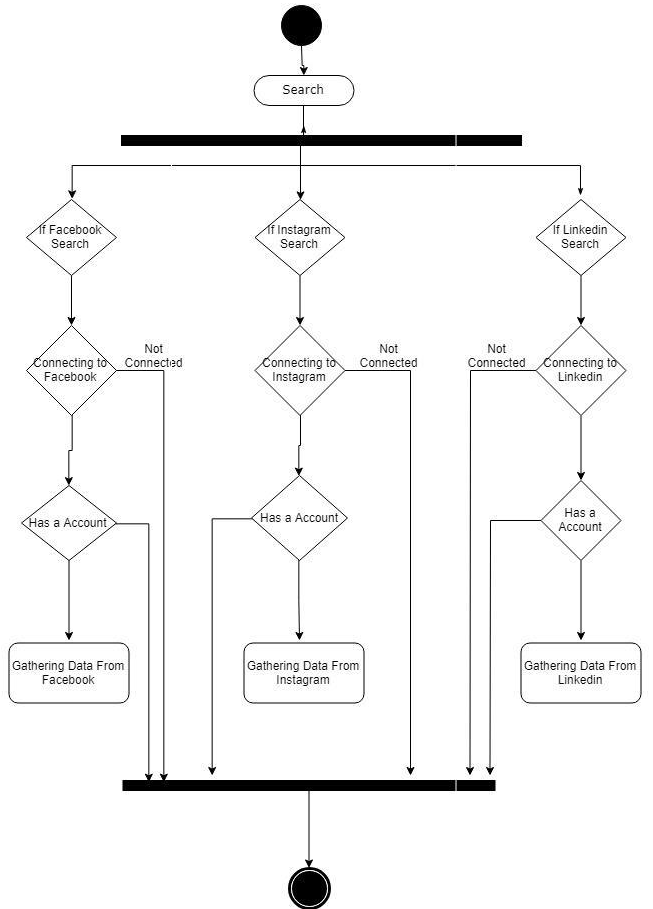 Search
If Facebook
Search
If Instagram
Search
If Linkedin
Search
Connecting to
Facebook
Not
Connected
Connecting to
Instagram
Not
Connected
Not
Connected
Connecting to
Linkedin
Has a Account
Has a Account
Has a
Account
Gathering Data From
Facebook
Gathering Data From
Instagram
Gathering Data From
Linkedin